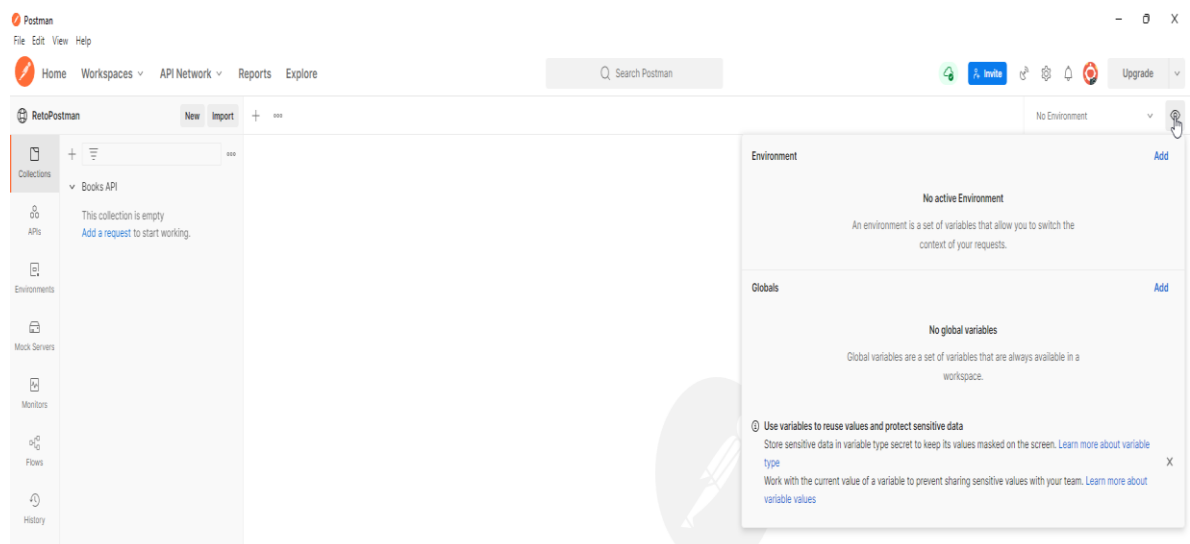 Postman
File Edit View Help
Home Workspaces API Network Reports Explore
Search Postman
Invite
Upgrade
RetoPostman
New Import
No Environment
Collections
APIs
Environments
Mock Servers
Monitors
Flows
History
Books API
This collection is empty
Add a request to start working.
Environment
Add
No active Environment
An environment is a set of variables that allow you to switch the
context of your requests.
Globals
Add
No global variables
Global variables are a set of variables that are always available in a
workspace.
Use variables to reuse values and protect sensitive data
Store sensitive data in variable type secret to keep its values masked on the screen. Learn more about variable
type
Work with the current value of a variable to prevent sharing sensitive values with your team. Learn more about
variable values